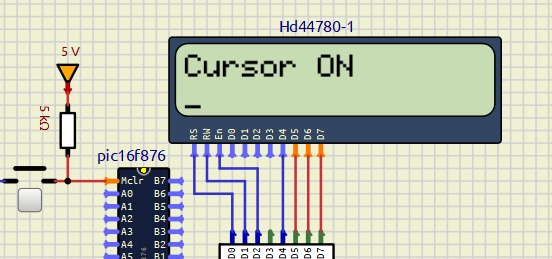 Hd44780-1
5 V
Cursor ON
_
5 kΩ
RS RW En D0 D1 D2 D3 D4 D5 D6 D7
pic16f876
Mclr B7
A0 B6
A1 B5
A2 B4
A3 B3
A4 B2
A5 B1
D0 D1 D2 D3 D4 D5 D6 D7